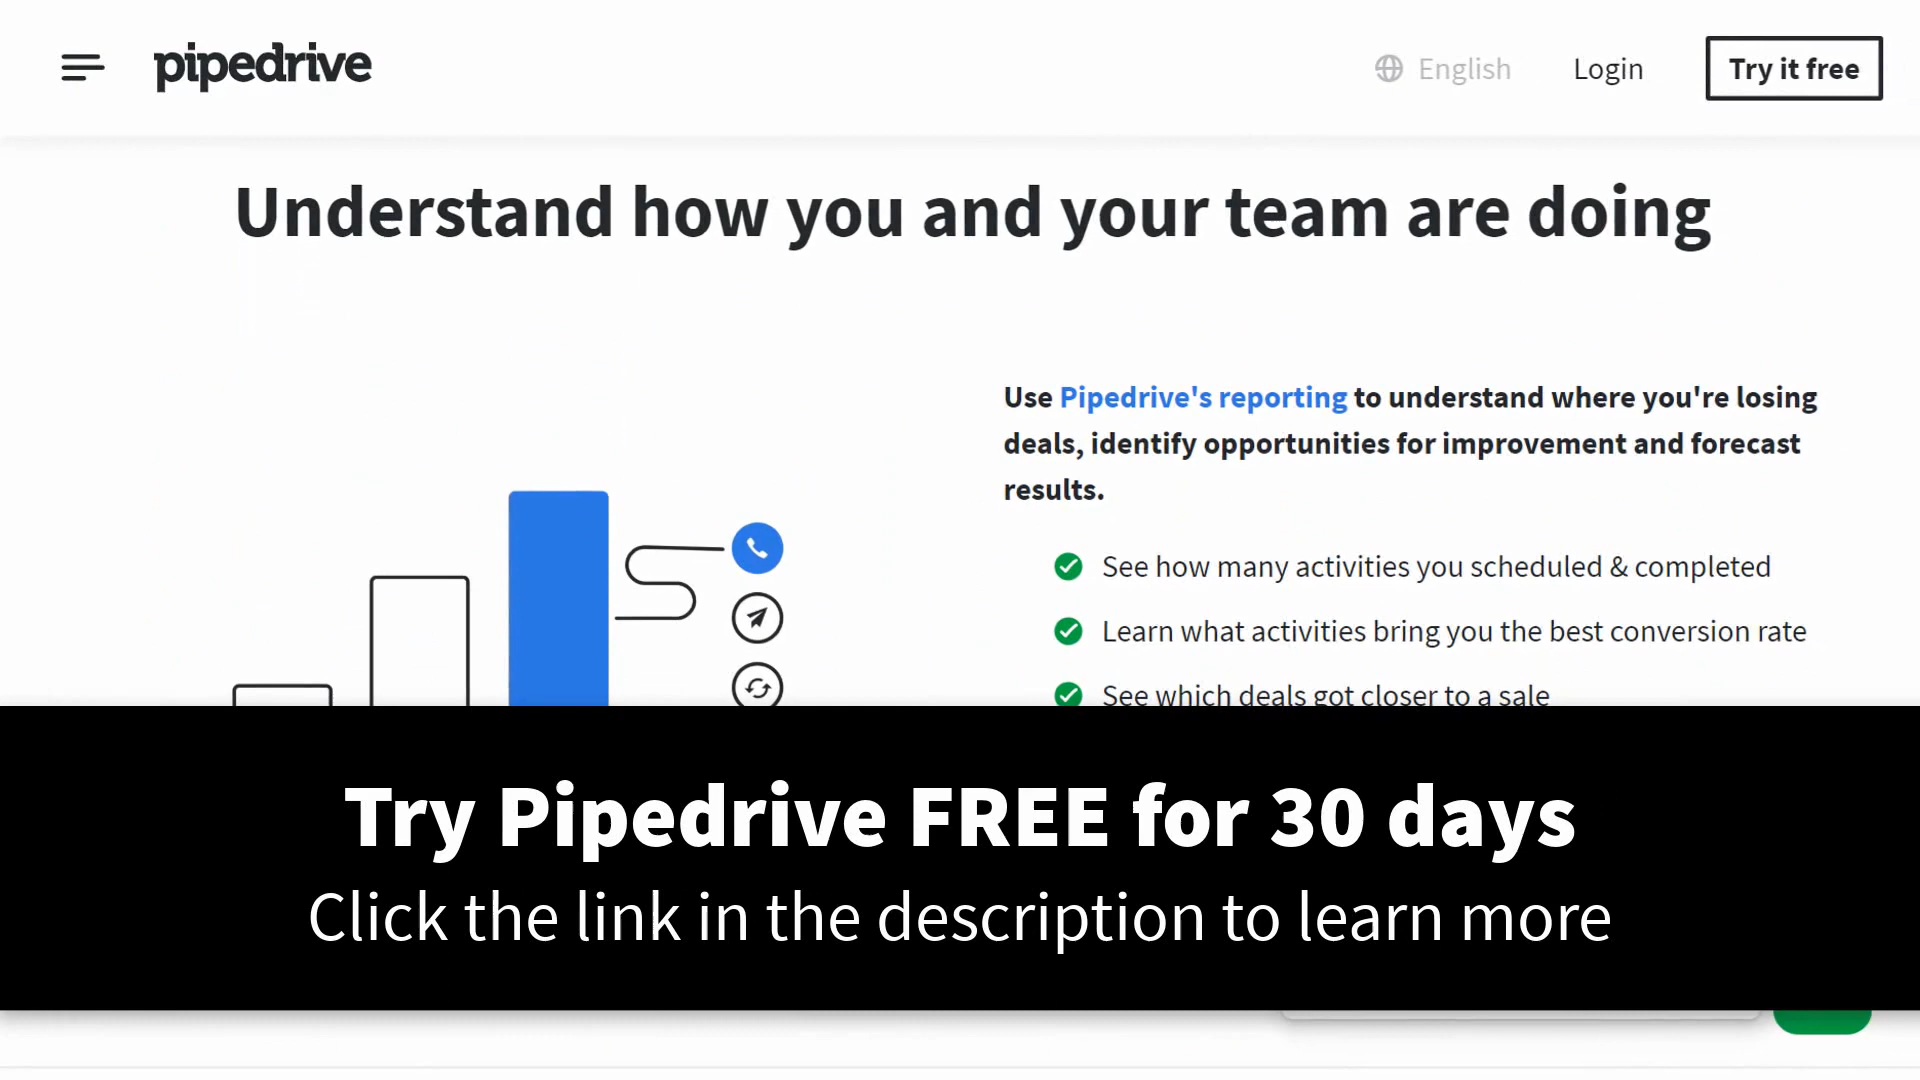 pipedrive
English
Login
Try it free
Understand how you and your team are doing
Use Pipedrive's reporting to understand where you're losing
deals, identify opportunities for improvement and forecast
results.
See how many activities you scheduled & completed
Learn what activities bring you the best conversion rate
See which deals got closer to a sale
Try Pipedrive FREE for 30 days
Click the link in the description to learn more